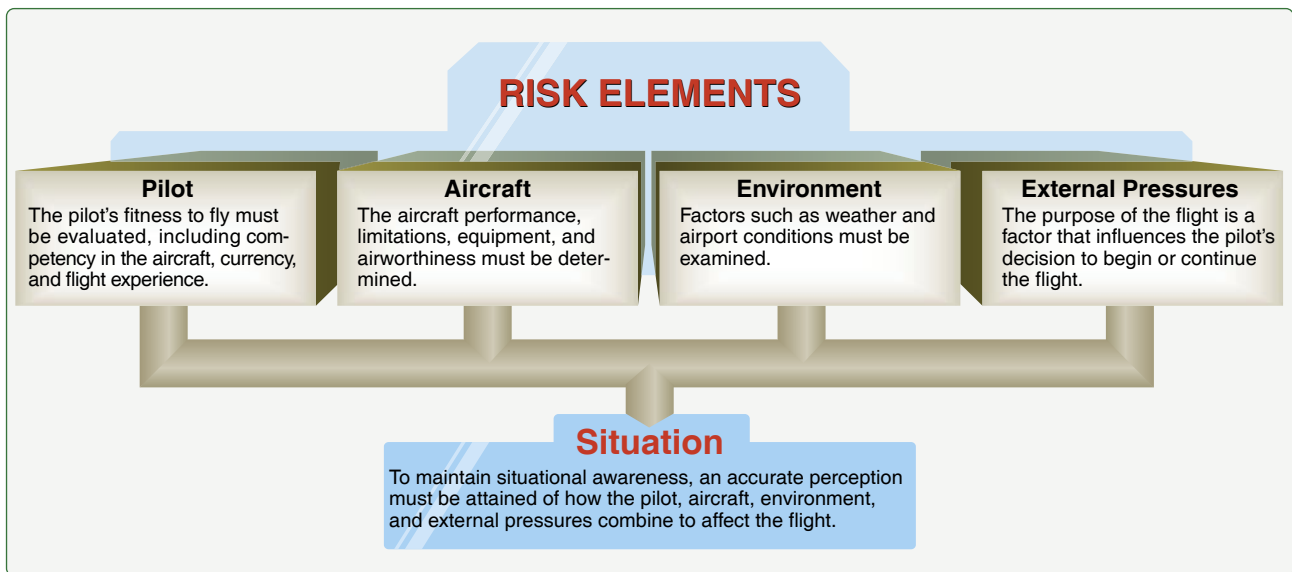 RISK ELEMENTS
Pilot
The pilot’s fitness to fly must
be evaluated, including com-
petency in the aircraft, currency,
and flight experience.
Aircraft
The aircraft performance,
limitations, equipment, and
airworthiness must be deter-
mined.
Environment
Factors such as weather and
airport conditions must be
examined.
External Pressures
The purpose of the flight is a
factor that influences the pilot’s
decision to begin or continue
the flight.
Situation
To maintain situational awareness, an accurate perception
must be attained of how the pilot, aircraft, environment,
and external pressures combine to affect the flight.